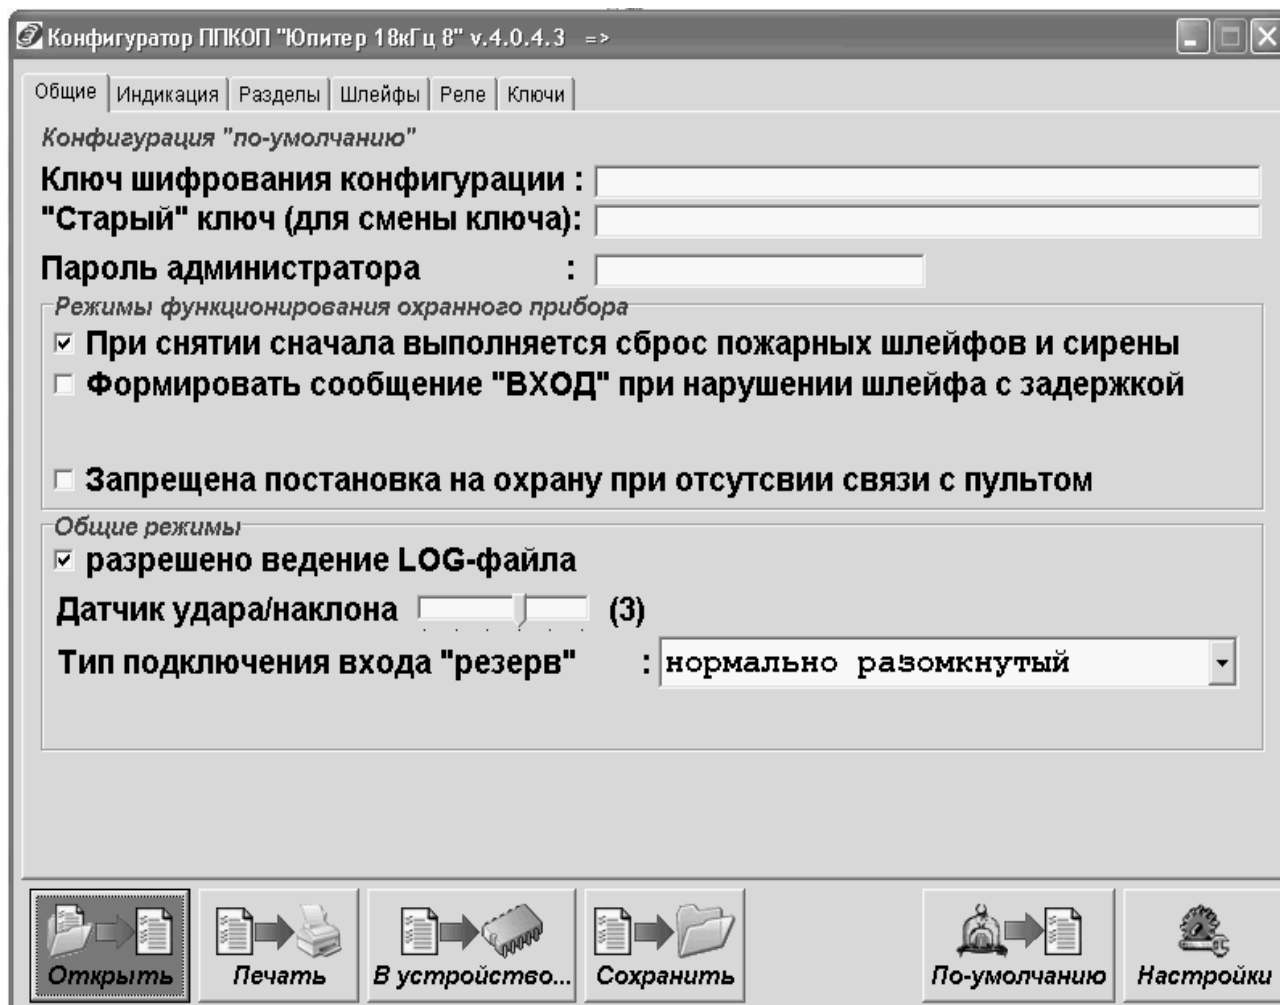 Конфигуратор ППКОП "Юпитер 18кГц 8" v.4.0.4.3 =>
Общие Индикация Разделы Шлейфы Реле Ключи
Конфигурация "по-умолчанию"
Ключ шифрования конфигурации :
"Старый" ключ (для смены ключа):
Пароль администратора :
Режимы функционирования охранного прибора
При снятии сначала выполняется сброс пожарных шлейфов и сирены
Формировать сообщение "ВХОД" при нарушении шлейфа с задержкой
Запрещена постановка на охрану при отсутсвии связи с пультом
Общие режимы
разрешено ведение LOG-файла
Датчик удара/наклона (3)
Тип подключения входа "резерв" : нормально разомкнутый
Открыть Печать В устройство... Сохранить По-умолчанию Настройки